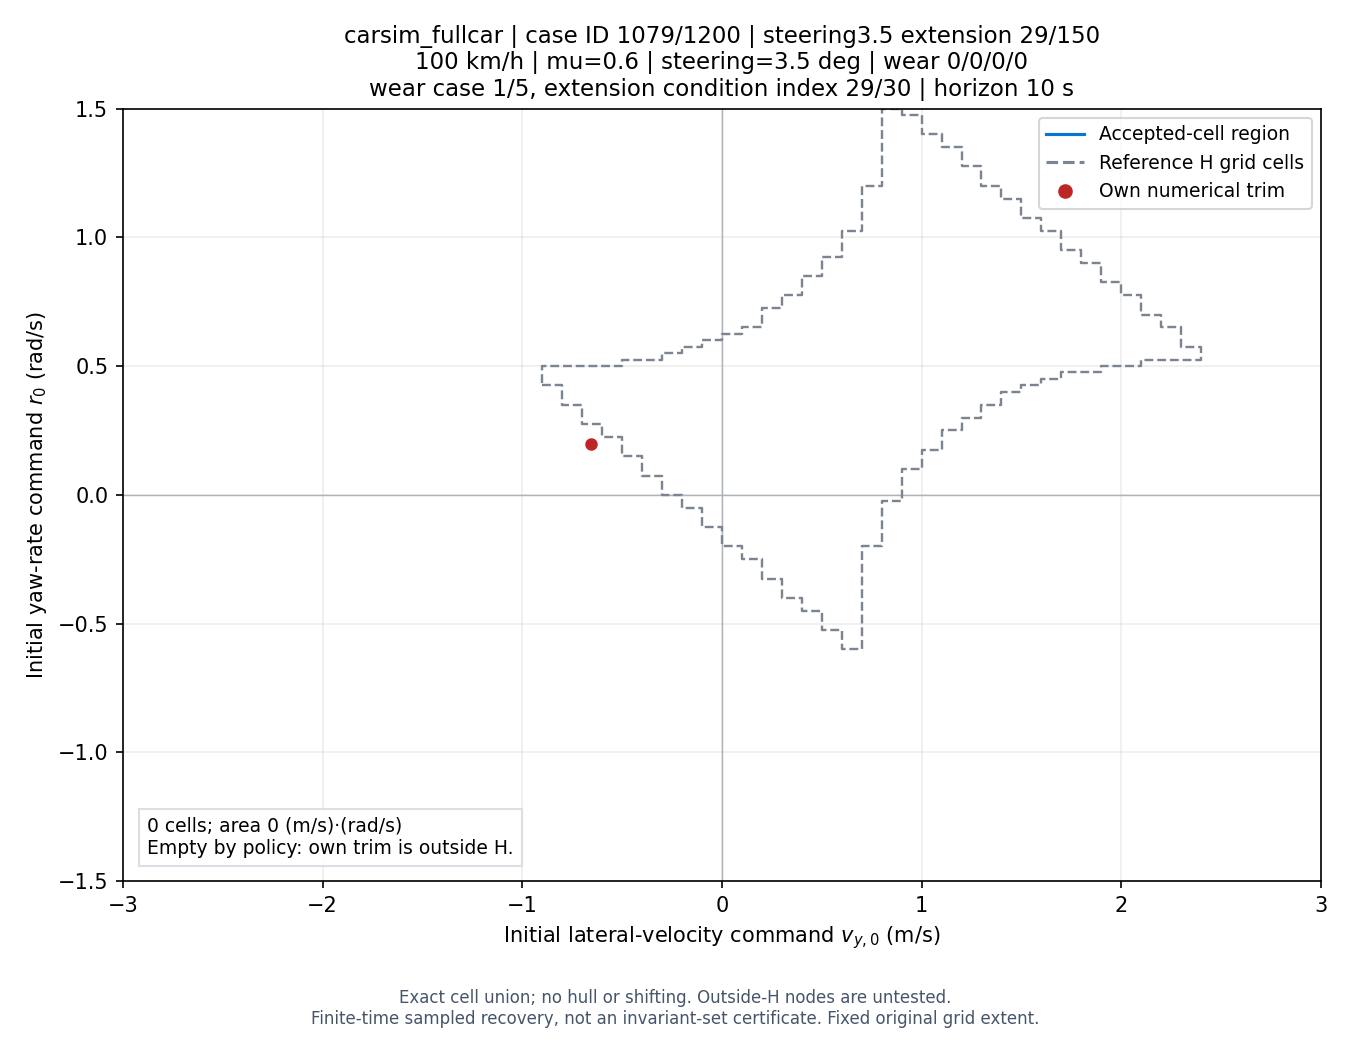 carsim_fullcar | case ID 1079/1200 | steering3.5 extension 29/150
100 km/h | mu=0.6 | steering=3.5 deg | wear 0/0/0/0
wear case 1/5, extension condition index 29/30 | horizon 10 s
Accepted-cell region
Reference H grid cells
Own numerical trim
Initial yaw-rate command r₀ (rad/s)
1.5
1.0
0.5
0.0
−0.5
−1.0
−1.5
0 cells; area 0 (m/s)·(rad/s)
Empty by policy: own trim is outside H.
−3
−2
−1
0
1
2
3
Initial lateral-velocity command v_{y,0} (m/s)
Exact cell union; no hull or shifting. Outside-H nodes are untested.
Finite-time sampled recovery, not an invariant-set certificate. Fixed original grid extent.